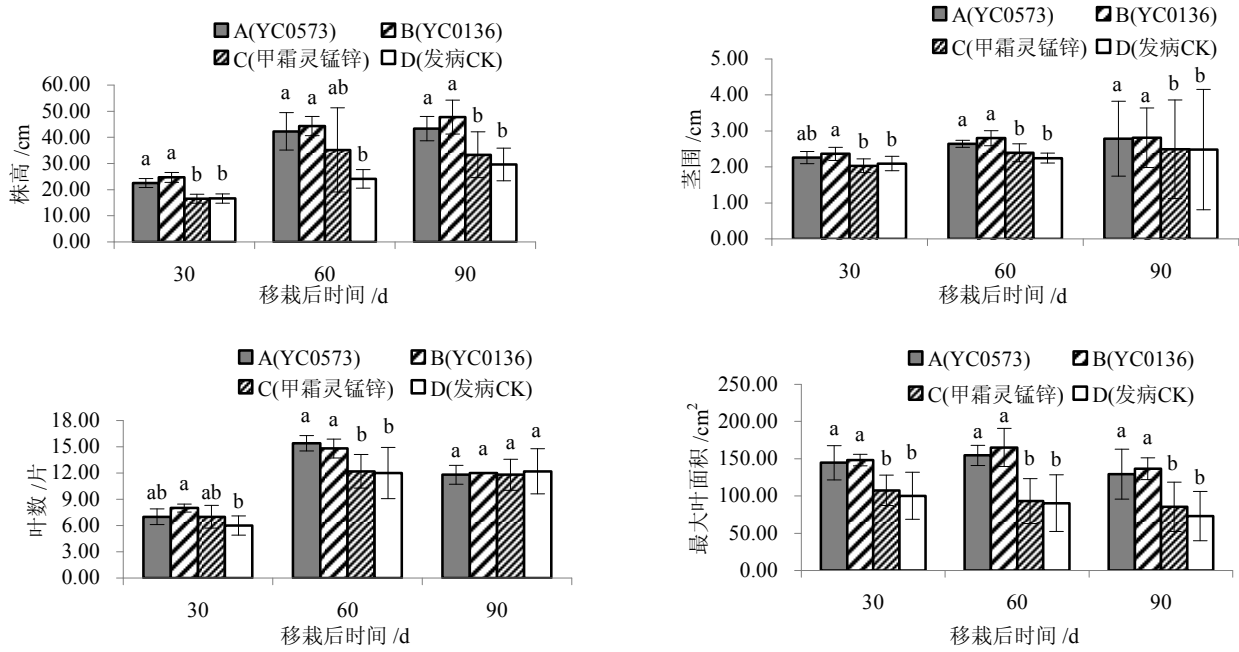 A(YC0573) B(YC0136)
C(甲霜灵锰锌) D(发病CK)
株高 /cm
60.00
50.00
40.00
30.00
20.00
10.00
0.00
a a b b
a a ab b
a a b b
30 60 90
移栽后时间 /d
A(YC0573) B(YC0136)
C(甲霜灵锰锌) D(发病CK)
茎围 /cm
5.00
4.00
3.00
2.00
1.00
0.00
ab a b b
a a b b
a a b b
30 60 90
移栽后时间 /d
A(YC0573) B(YC0136)
C(甲霜灵锰锌) D(发病CK)
叶数 /片
18.00
15.00
12.00
9.00
6.00
3.00
0.00
ab a ab b
a a b b
a a a a
30 60 90
移栽后时间 /d
A(YC0573) B(YC0136)
C(甲霜灵锰锌) D(发病CK)
最大叶面积 /cm²
250.00
200.00
150.00
100.00
50.00
0.00
a a b b
a a b b
a a b b
30 60 90
移栽后时间 /d